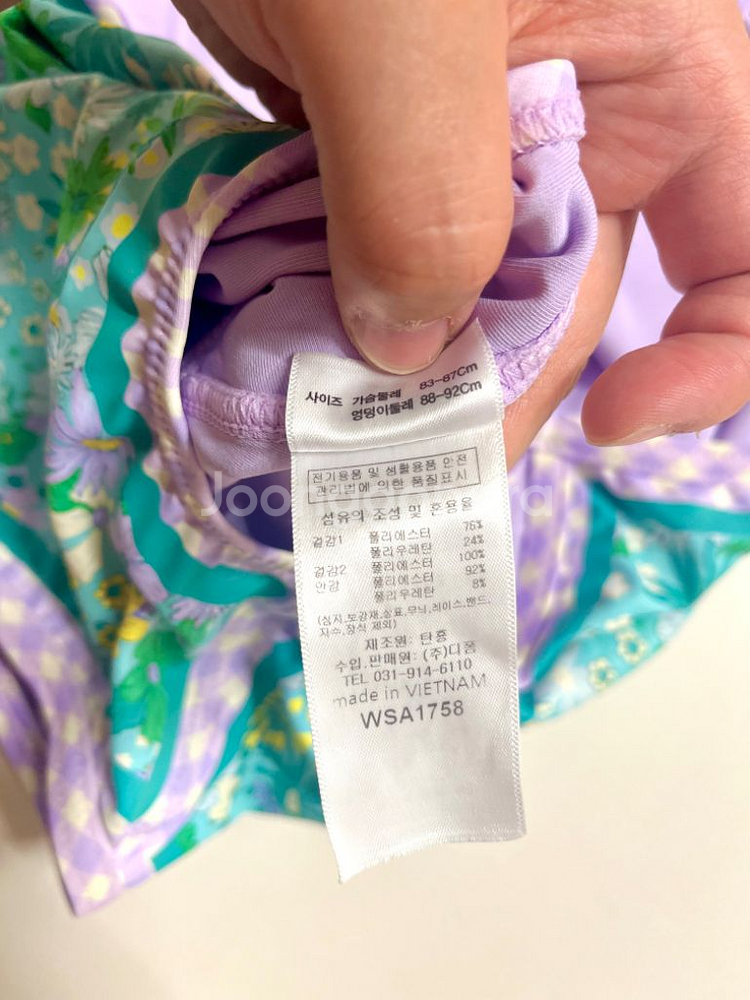 사이즈 가슴둘레 83-87Cm
엉덩이둘레 88-92Cm
전기용품 및 생활용품 안전
관리법에 의한 품질표시
섬유의 조성 및 혼용율
겉감1 폴리에스터 76%
폴리우레탄 24%
겉감2 폴리에스터 100%
안감 폴리에스터 92%
폴리우레탄 8%
(심지,보강재,상표,무늬,레이스,밴드,
자수,장식 제외)
제조원: 탄흥
수입.판매원: (주)디폼
TEL 031-914-6110
made in VIETNAM
WSA1758